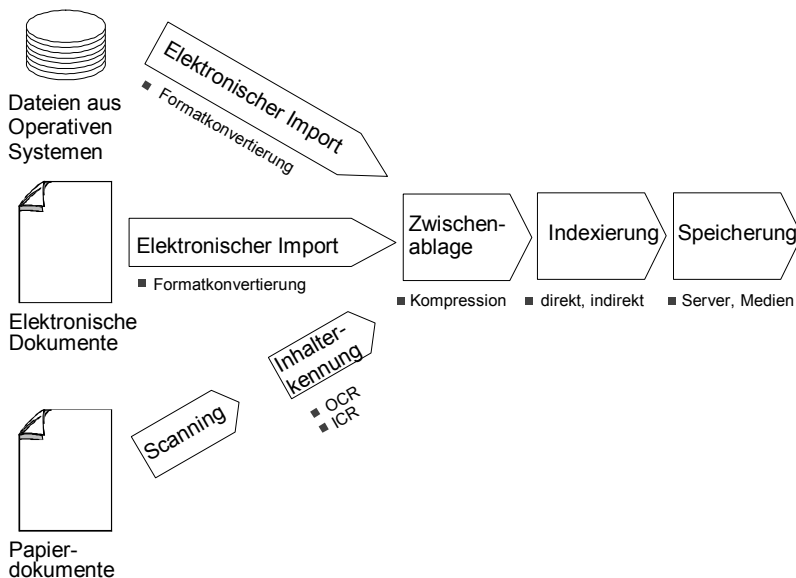 Dateien aus
Operativen
Systemen
Elektronischer Import
Formatkonvertierung
Elektronische
Dokumente
Elektronischer Import
Formatkonvertierung
Papier-
dokumente
Scanning
Inhalter-
kennung
OCR
ICR
Zwischen-
ablage
Kompression
Indexierung
direkt, indirekt
Speicherung
Server, Medien